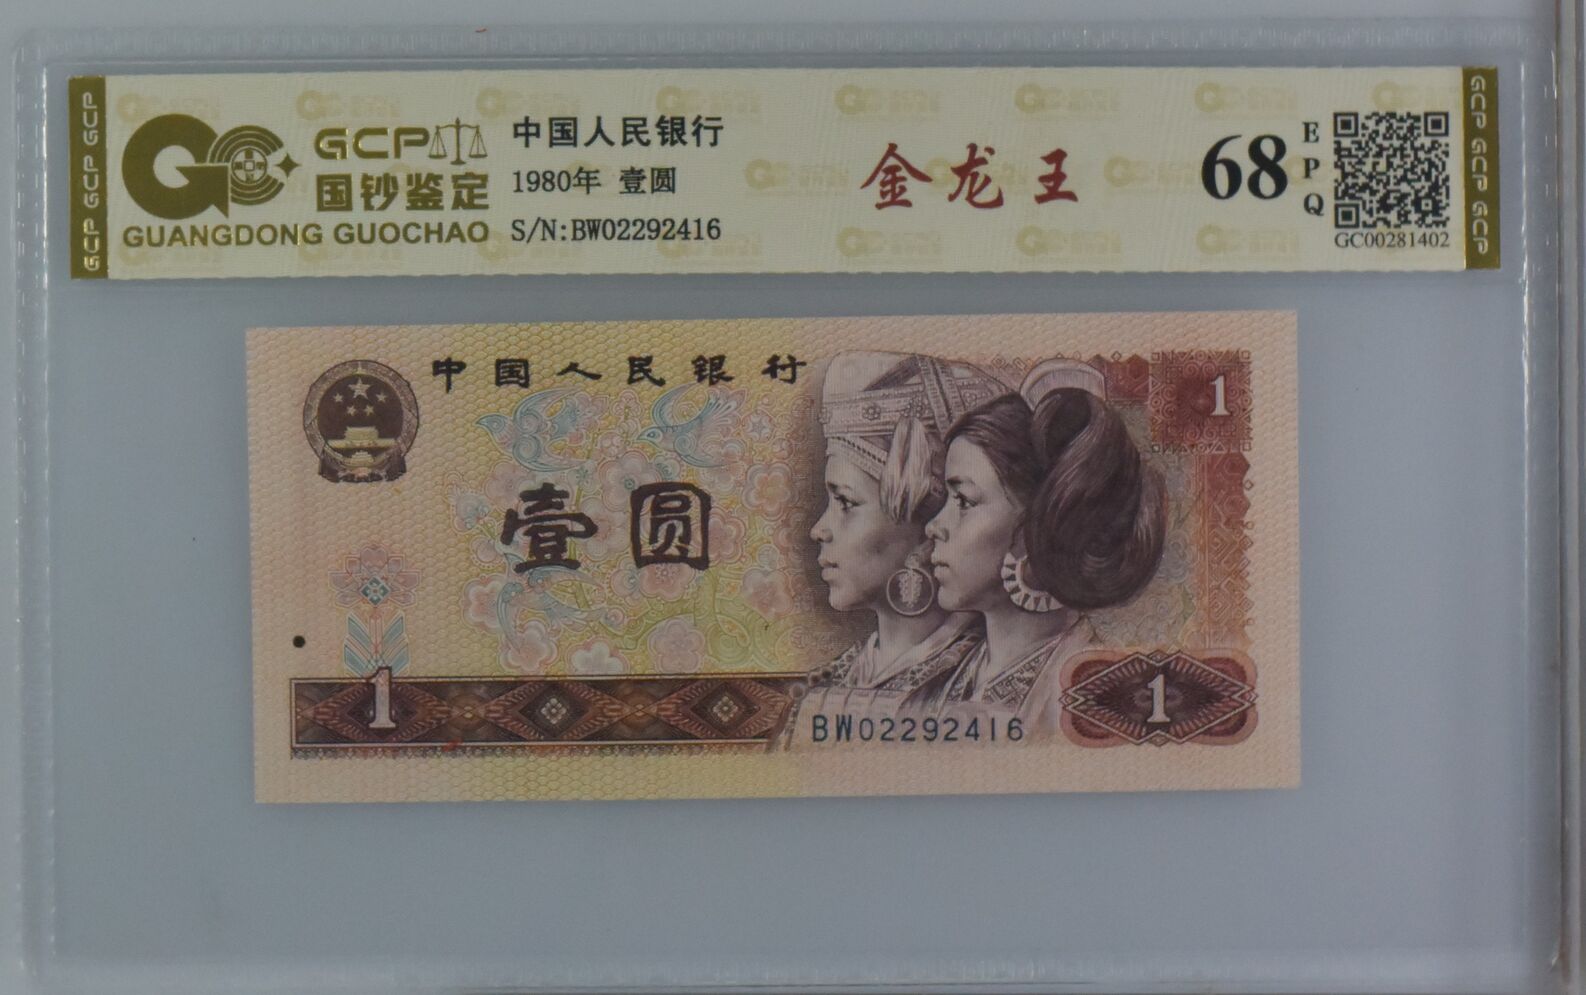 GCP GCP GCP
GCP
国钞鉴定
GUANGDONG GUOCHAO
中国人民银行
1980年 壹圆
S/N:BW02292416
金龙王
68
EPQ
GC00281402
GCP GCP GCP
中国人民银行
1
壹圆
1
BW02292416
1